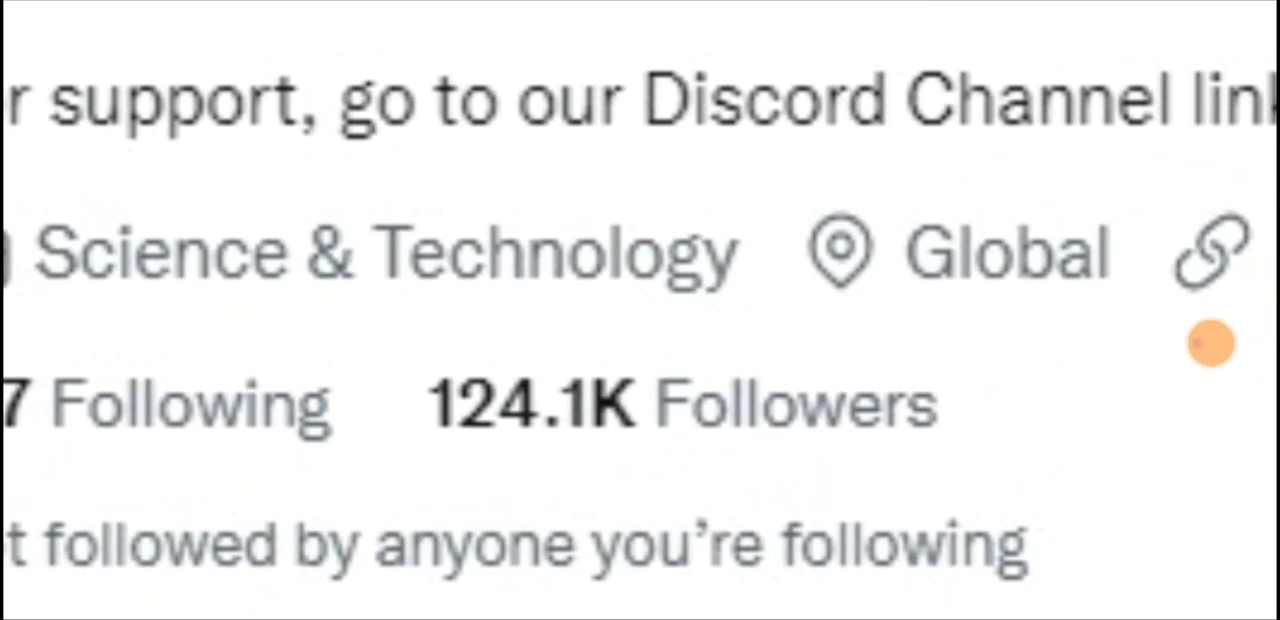 r support, go to our Discord Channel link
Science & Technology Global
7 Following 124.1K Followers
t followed by anyone you’re following